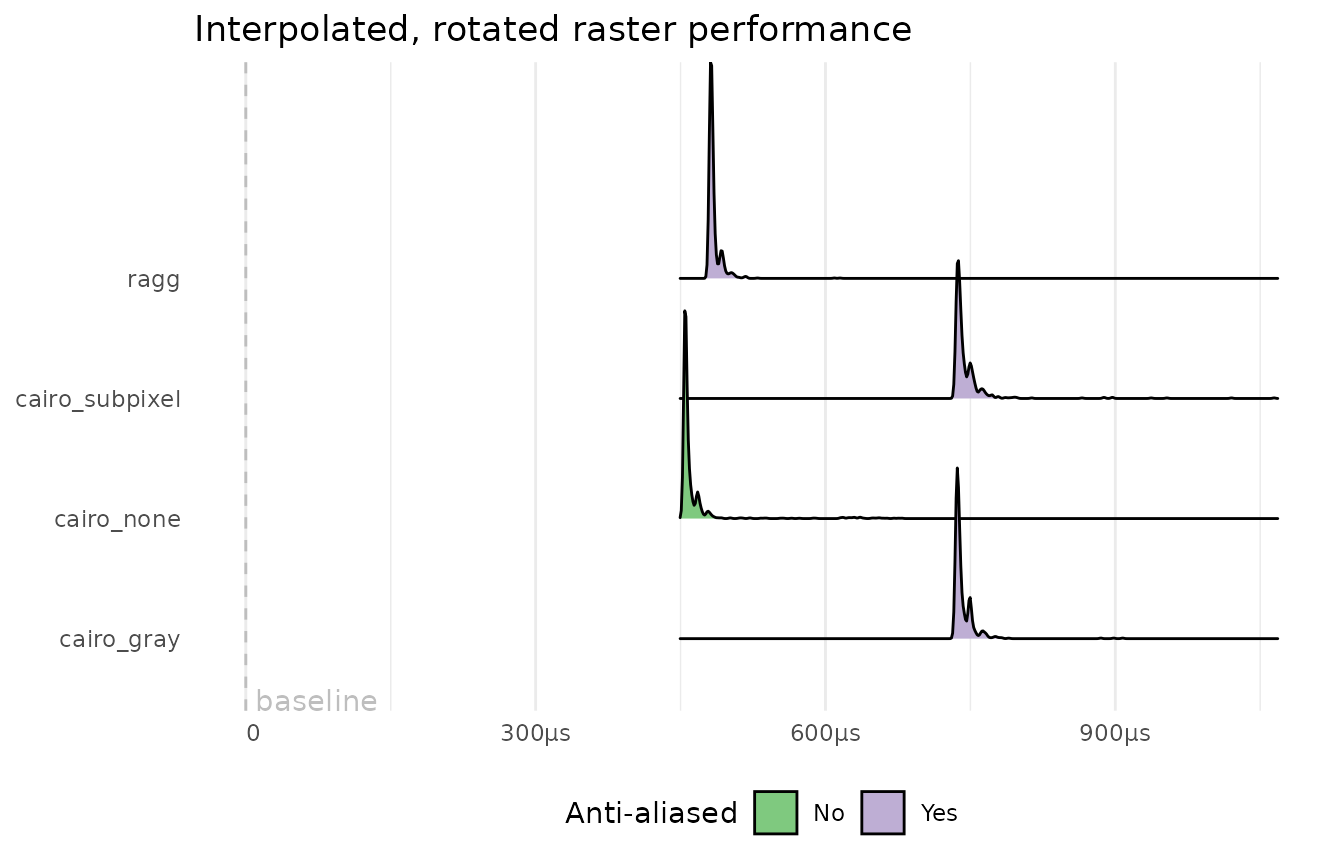 Interpolated, rotated raster performance
ragg
cairo_subpixel
cairo_none
cairo_gray
baseline
0 300µs 600µs 900µs
Anti-aliased No Yes